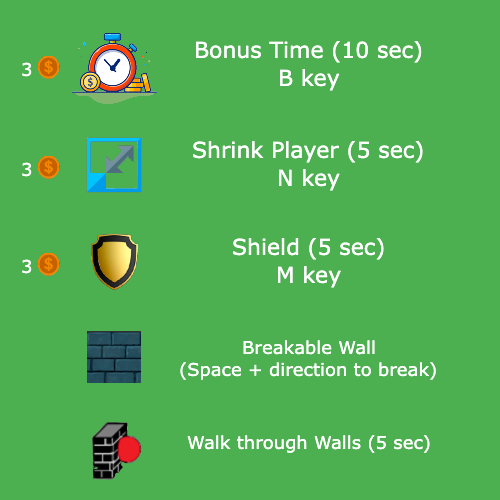 3 $ Bonus Time (10 sec)
B key
3 $ Shrink Player (5 sec)
N key
3 $ Shield (5 sec)
M key
Breakable Wall
(Space + direction to break)
Walk through Walls (5 sec)